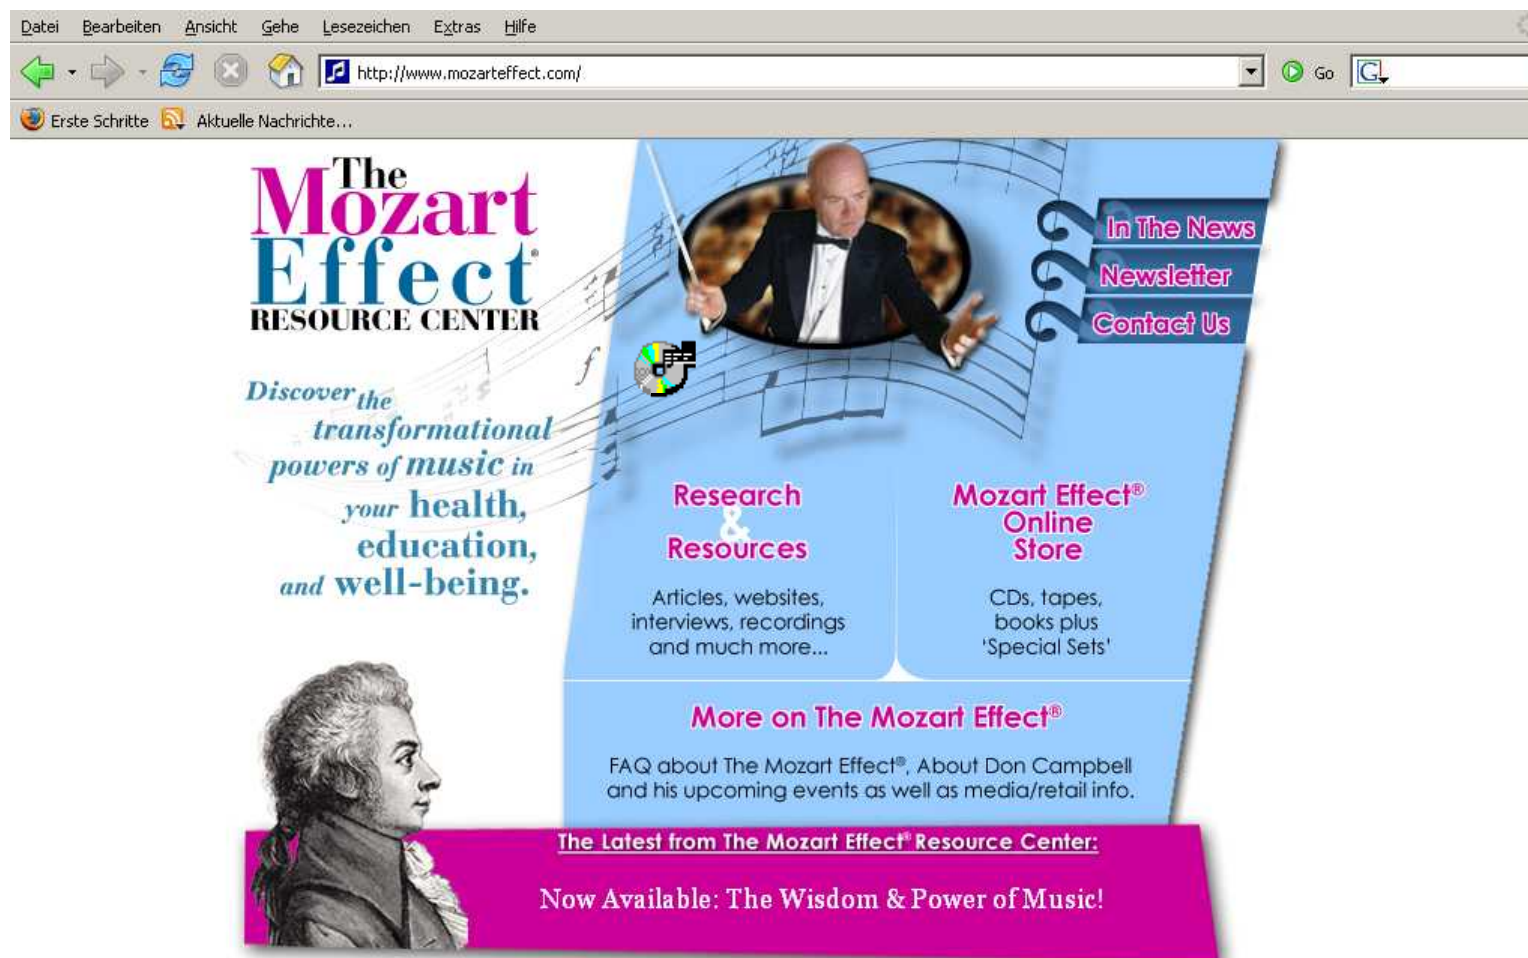 Datei Bearbeiten Ansicht Gehe Lesezeichen Extras Hilfe
http://www.mozarteffect.com/ Go G
Erste Schritte Aktuelle Nachrichte...
The
Mozart
Effect®
RESOURCE CENTER
Discover the
transformational
powers of music in
your health,
education,
and well-being.
In The News
Newsletter
Contact Us
f
Research
&
Resources
Articles, websites,
interviews, recordings
and much more...
Mozart Effect®
Online
Store
CDs, tapes,
books plus
‘Special Sets’
More on The Mozart Effect®
FAQ about The Mozart Effect®, About Don Campbell
and his upcoming events as well as media/retail info.
The Latest from The Mozart Effect® Resource Center:
Now Available: The Wisdom & Power of Music!